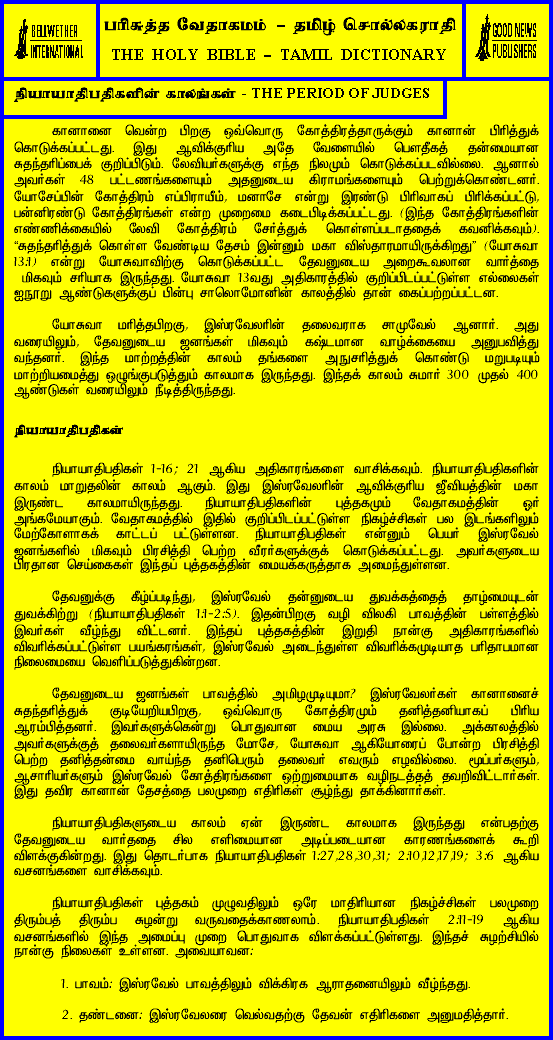 BELLWETHER
INTERNATIONAL
பரிசுத்த வேதாகமம் – தமிழ் சொல்லகராதி
THE HOLY BIBLE – TAMIL DICTIONARY
GOOD NEWS
PUBLISHERS
நியாயாதிபதிகளின் காலங்கள் - THE PERIOD OF JUDGES
கானானை வென்ற பிறகு ஒவ்வொரு கோத்திரத்தாருக்கும் கானான் பிரித்துக்
கொடுக்கப்பட்டது. இது ஆவிக்குரிய அதே வேளையில் பௌதீகத் தன்மையான
சுதந்தரிப்பைக் குறிப்பிடும். லேவியர்களுக்கு எந்த நிலமும் கொடுக்கபடவில்லை. ஆனால்
அவர்கள் 48 பட்டணங்களையும் அதனுடைய கிராமங்களையும் பெற்றுக்கொண்டனர்.
யோசேப்பின் கோத்திரம் எப்பிராயீம், மனாசே என்று இரண்டு பிரிவாகப் பிரிக்கப்பட்டு,
பன்னிரண்டு கோத்திரங்கள் என்ற முறைமை கடைபிடிக்கப்பட்டது. (இந்த கோத்திரங்களின்
எண்ணிக்கையில் லேவி கோத்திரம் சேர்த்துக் கொள்ளப்படாததைக் கவனிக்கவும்).
“சுதந்தரித்துக் கொள்ள வேண்டிய தேசம் இன்னும் மகா விஸ்தாரமாயிருக்கிறது” (யோசுவா
13:1) என்று யோசுவாவிற்கு கொடுக்கப்பட்ட தேவனுடைய அறைகூவலான வார்த்தை
மிகவும் சரியாக இருந்தது. யோசுவா 13வது அதிகாரத்தில் குறிப்பிடப்பட்டுள்ள எல்லைகள்
ஐநூறு ஆண்டுகளுக்குப் பின்பு சாலொமோனின் காலத்தில் தான் கைப்பற்றப்பட்டன.
யோசுவா மரித்தபிறகு, இஸ்ரவேலரின் தலைவராக சாமுவேல் ஆனார். அது
வரையிலும், தேவனுடைய ஜனங்கள் மிகவும் கஷ்டமான வாழ்க்கையை அனுபவித்து
வந்தனர். இந்த மாற்றத்தின் காலம் தங்களை அநுசரித்துக் கொண்டு மறுபடியும்
மாற்றியமைத்து ஒழுங்குபடுத்தும் காலமாக இருந்தது. இந்தக் காலம் சுமார் 300 முதல் 400
ஆண்டுகள் வரையிலும் நீடித்திருந்தது.
நியாயாதிபதிகள்
நியாயாதிபதிகள் 1-16; 21 ஆகிய அதிகாரங்களை வாசிக்கவும். நியாயாதிபதிகளின்
காலம் மாறுதலின் காலம் ஆகும். இது இஸ்ரவேலரின் ஆவிக்குரிய ஜீவியத்தின் மகா
இருண்ட காலமாயிருந்தது. நியாயாதிபதிகளின் புத்தகமும் வேதாகமத்தின் ஓர்
அங்கமேயாகும். வேதாகமத்தில் இதில் குறிப்பிடப்பட்டுள்ள நிகழ்ச்சிகள் பல இடங்களிலும்
மேற்கோளாகக் காட்டப் பட்டுள்ளன. நியாயாதிபதிகள் என்னும் பெயர் இஸ்ரவேல்
ஜனங்களில் மிகவும் பிரசித்தி பெற்ற வீரர்களுக்குக் கொடுக்கப்பட்டது. அவர்களுடைய
பிரதான செய்கைகள் இந்தப் புத்தகத்தின் மையக்கருத்தாக அமைந்துள்ளன.
தேவனுக்கு கீழ்ப்படிந்து, இஸ்ரவேல் தன்னுடைய துவக்கத்தைத் தாழ்மையுடன்
துவக்கிற்று (நியாயாதிபதிகள் 1:1-2:5). இதன்பிறகு வழி விலகி பாவத்தின் பள்ளத்தில்
இவர்கள் வீழ்ந்து விட்டனர். இந்தப் புத்தகத்தின் இறுதி நான்கு அதிகாரங்களில்
விவரிக்கப்பட்டுள்ள பயங்கரங்கள், இஸ்ரவேல் அடைந்துள்ள விவரிக்கமுடியாத பரிதாபமான
நிலைமையை வெளிப்படுத்துகின்றன.
தேவனுடைய ஜனங்கள் பாவத்தில் அமிழமுடியுமா? இஸ்ரவேலர்கள் கானானைச்
சுதந்தரித்துக் குடியேறியபிறகு, ஒவ்வொரு கோத்திரமும் தனித்தனியாகப் பிரிய
ஆரம்பித்தனர். இவர்களுக்கென்று பொதுவான மைய அரசு இல்லை. அக்காலத்தில்
அவர்களுக்குத் தலைவர்களாயிருந்த மோசே, யோசுவா ஆகியோரைப் போன்ற பிரசித்தி
பெற்ற தனித்தன்மை வாய்ந்த தனிபெரும் தலைவர் எவரும் எழவில்லை. மூப்பர்களும்,
ஆசாரியர்களும் இஸ்ரவேல் கோத்திரங்களை ஒற்றுமையாக வழிநடத்தத் தவறிவிட்டார்கள்.
இது தவிர கானான் தேசத்தை பலமுறை எதிரிகள் சூழ்ந்து தாக்கினார்கள்.
நியாயாதிபதிகளுடைய காலம் ஏன் இருண்ட காலமாக இருந்தது என்பதற்கு
தேவனுடைய வார்த்தை சில எளிமையான அடிப்படையான காரணங்களைக் கூறி
விளக்குகின்றது. இது தொடர்பாக நியாயாதிபதிகள் 1:27,28,30,31; 2:10,12,17,19; 3:6 ஆகிய
வசனங்களை வாசிக்கவும்.
நியாயாதிபதிகள் புத்தகம் முழுவதிலும் ஒரே மாதிரியான நிகழ்ச்சிகள் பலமுறை
திரும்பத் திரும்ப சுழன்று வருவதைக்காணலாம். நியாயாதிபதிகள் 2:11-19 ஆகிய
வசனங்களில் இந்த அமைப்பு முறை பொதுவாக விளக்கப்பட்டுள்ளது. இந்தச் சுழற்சியில்
நான்கு நிலைகள் உள்ளன. அவையாவன:
1. பாவம்: இஸ்ரவேல் பாவத்திலும் விக்கிரக ஆராதனையிலும் வீழ்ந்தது.
2. தண்டனை: இஸ்ரவேலரை வெல்வதற்கு தேவன் எதிரிகளை அனுமதித்தார்.